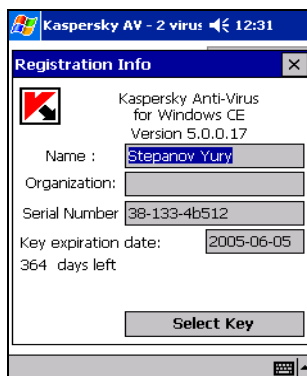 Kaspersky AV - 2 virus 12:31
Registration Info
Kaspersky Anti-Virus
for Windows CE
Version 5.0.0.17
Name : Stepanov Yury
Organization:
Serial Number 38-133-4b512
Key expiration date: 2005-06-05
364 days left
Select Key